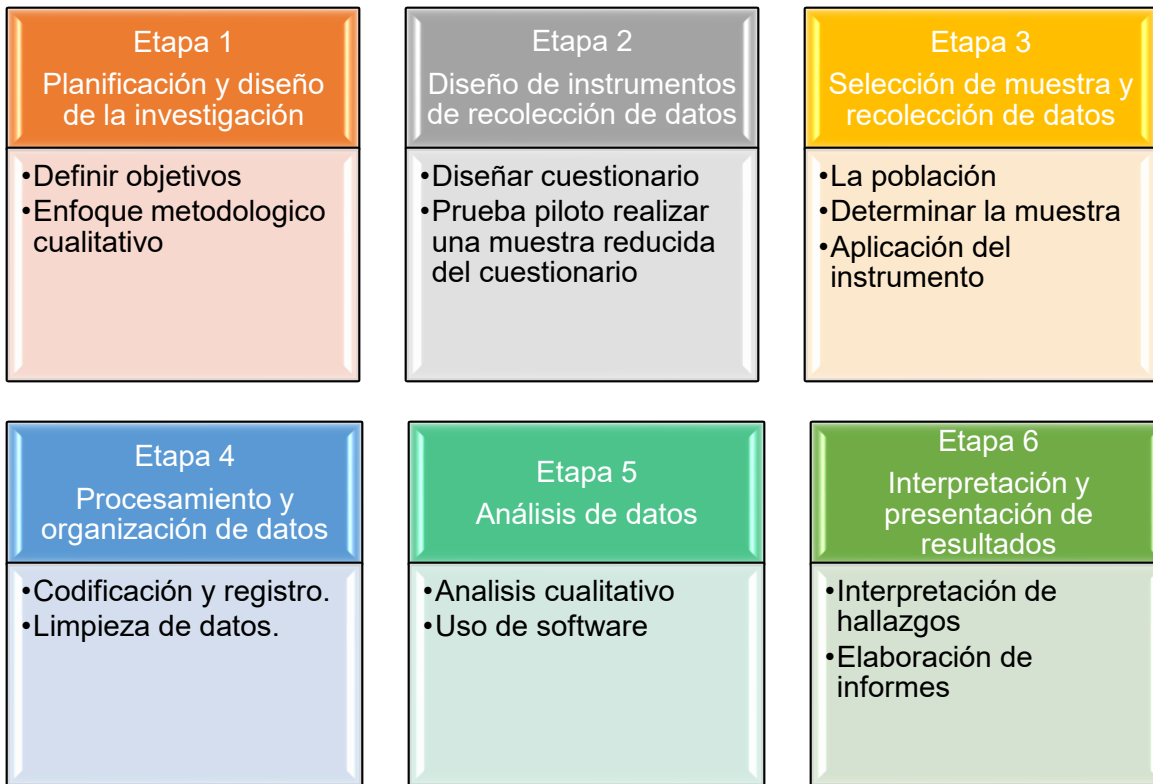 Etapa 1
Planificación y diseño
de la investigación
•Definir objetivos
•Enfoque metodologico
cualitativo
Etapa 2
Diseño de instrumentos
de recolección de datos
•Diseñar cuestionario
•Prueba piloto realizar
una muestra reducida
del cuestionario
Etapa 3
Selección de muestra y
recolección de datos
•La población
•Determinar la muestra
•Aplicación del
instrumento
Etapa 4
Procesamiento y
organización de datos
•Codificación y registro.
•Limpieza de datos.
Etapa 5
Análisis de datos
•Analisis cualitativo
•Uso de software
Etapa 6
Interpretación y
presentación de
resultados
•Interpretación de
hallazgos
•Elaboración de
informes